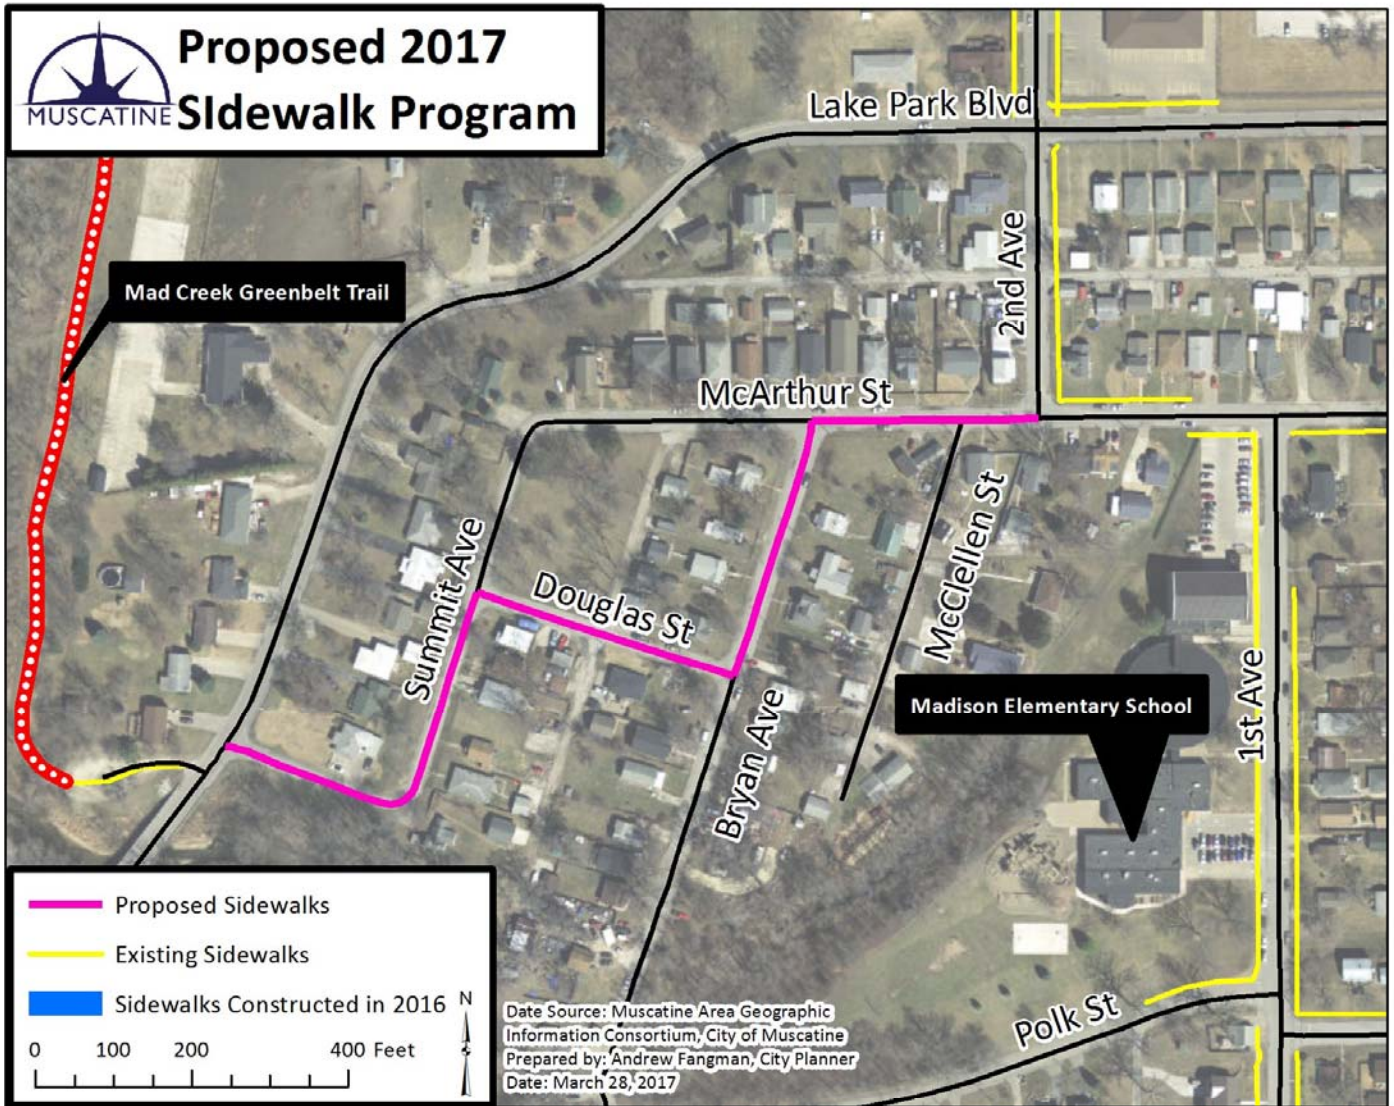 MUSCATINE
Proposed 2017
SIdewalk Program
Lake Park Blvd
2nd Ave
Mad Creek Greenbelt Trail
McArthur St
Summit Ave
Douglas St
McClellen St
Bryan Ave
Madison Elementary School
1st Ave
Polk St
Proposed Sidewalks
Existing Sidewalks
Sidewalks Constructed in 2016
N
0 100 200 400 Feet
Date Source: Muscatine Area Geographic
Information Consortium, City of Muscatine
Prepared by: Andrew Fangman, City Planner
Date: March 28, 2017